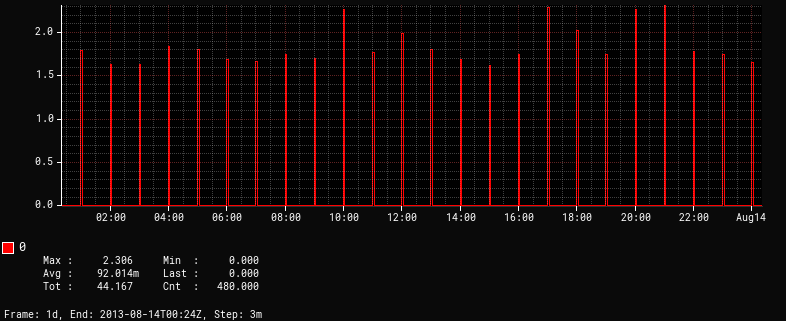 2.0
1.5
1.0
0.5
0.0
02:00 04:00 06:00 08:00 10:00 12:00 14:00 16:00 18:00 20:00 22:00 Aug14
0
Max : 2.306 Min : 0.000
Avg : 92.014m Last : 0.000
Tot : 44.167 Cnt : 480.000
Frame: 1d, End: 2013-08-14T00:24Z, Step: 3m